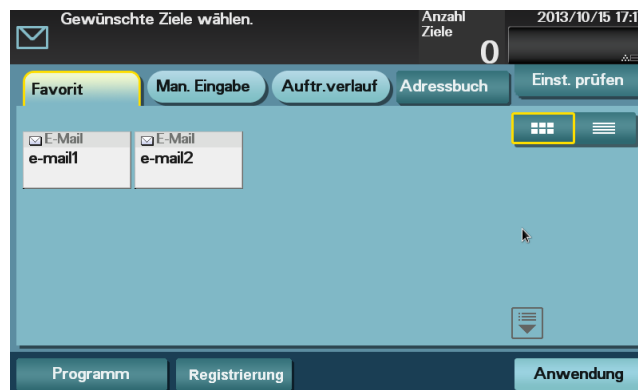 Gewünschte Ziele wählen.
Anzahl
Ziele
0
2013/10/15 17:1
Favorit
Man. Eingabe
Auftr.verlauf
Adressbuch
Einst. prüfen
E-Mail
e-mail1
E-Mail
e-mail2
Programm
Registrierung
Anwendung